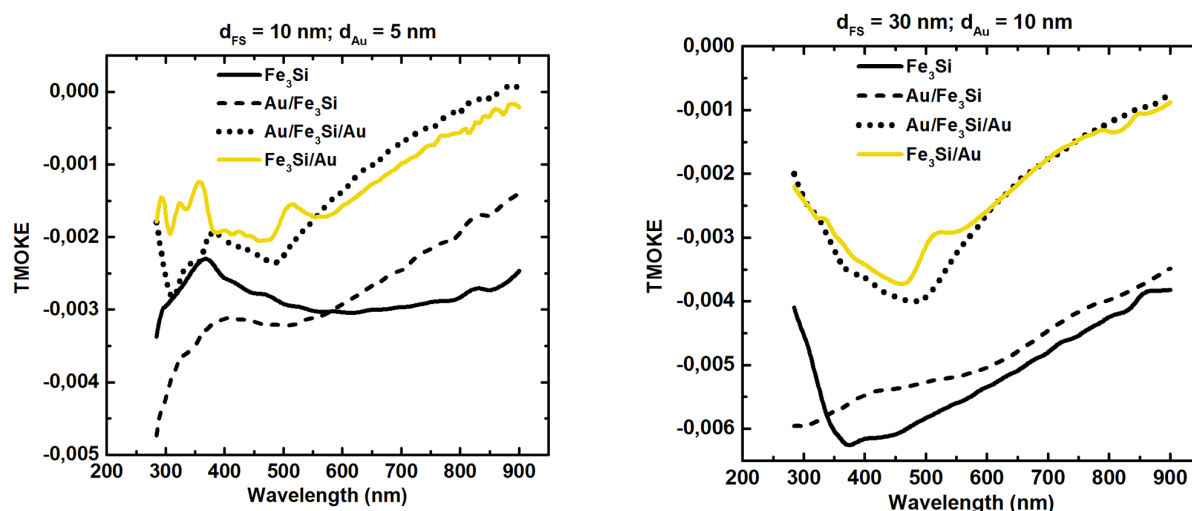 d_FS = 10 nm; d_Au = 5 nm
Fe₃Si
Au/Fe₃Si
Au/Fe₃Si/Au
Fe₃Si/Au
TMOKE
0,000
-0,001
-0,002
-0,003
-0,004
-0,005
200 300 400 500 600 700 800 900
Wavelength (nm)
d_FS = 30 nm; d_Au = 10 nm
Fe₃Si
Au/Fe₃Si
Au/Fe₃Si/Au
Fe₃Si/Au
TMOKE
0,000
-0,001
-0,002
-0,003
-0,004
-0,005
-0,006
200 300 400 500 600 700 800 900
Wavelength (nm)